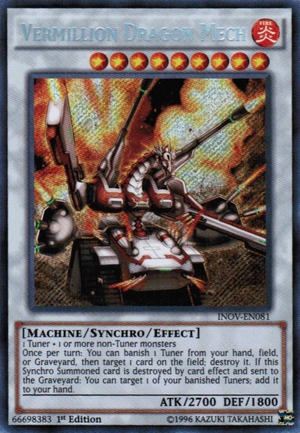 VERMILLION DRAGON MECH
FIRE
炎
INOV-EN081
[MACHINE/SYNCHRO/EFFECT]
1 Tuner + 1 or more non-Tuner monsters
Once per turn: You can banish 1 Tuner from your hand, field,
or Graveyard, then target 1 card on the field; destroy it. If this
Synchro Summoned card is destroyed by card effect and sent to
the Graveyard: You can target 1 of your banished Tuners; add it
to your hand.
ATK/2700 DEF/1800
66698383 1st Edition ©1996 KAZUKI TAKAHASHI